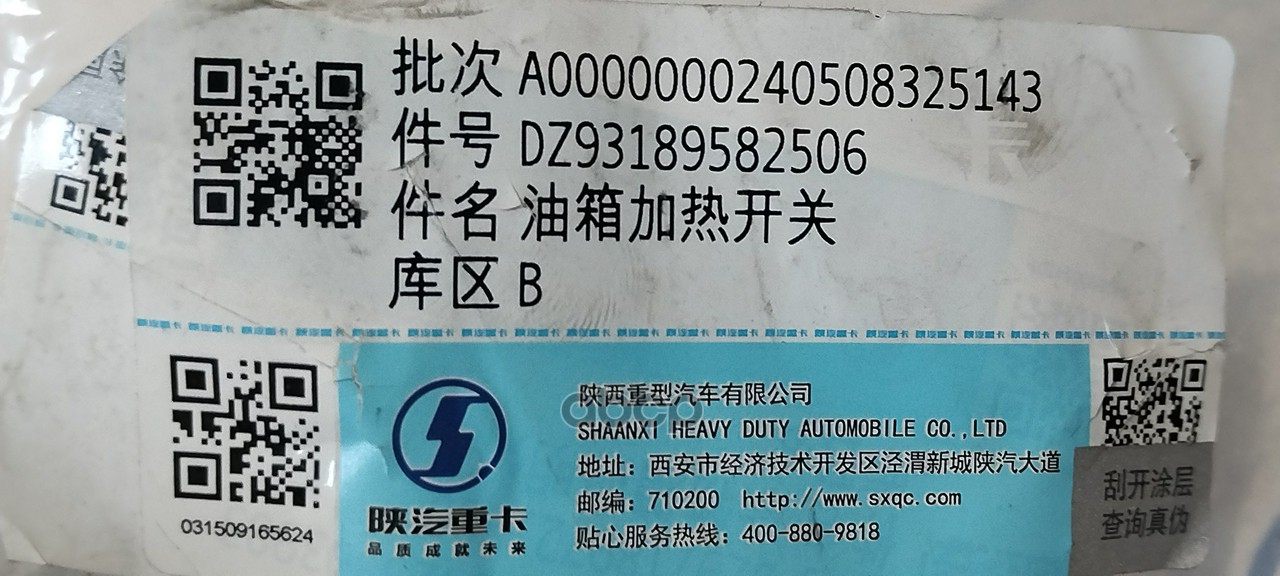 批次 A0000000240508325143
件号 DZ93189582506
件名 油箱加热开关
库区 B
031509165624
陕汽重卡
品质成就未来
陕西重型汽车有限公司
SHAANXI HEAVY DUTY AUTOMOBILE CO.,LTD
地址：西安市经济技术开发区泾渭新城陕汽大道
邮编：710200 http://www.sxqc.com
贴心服务热线：400-880-9818
刮开涂层
查询真伪
abcp